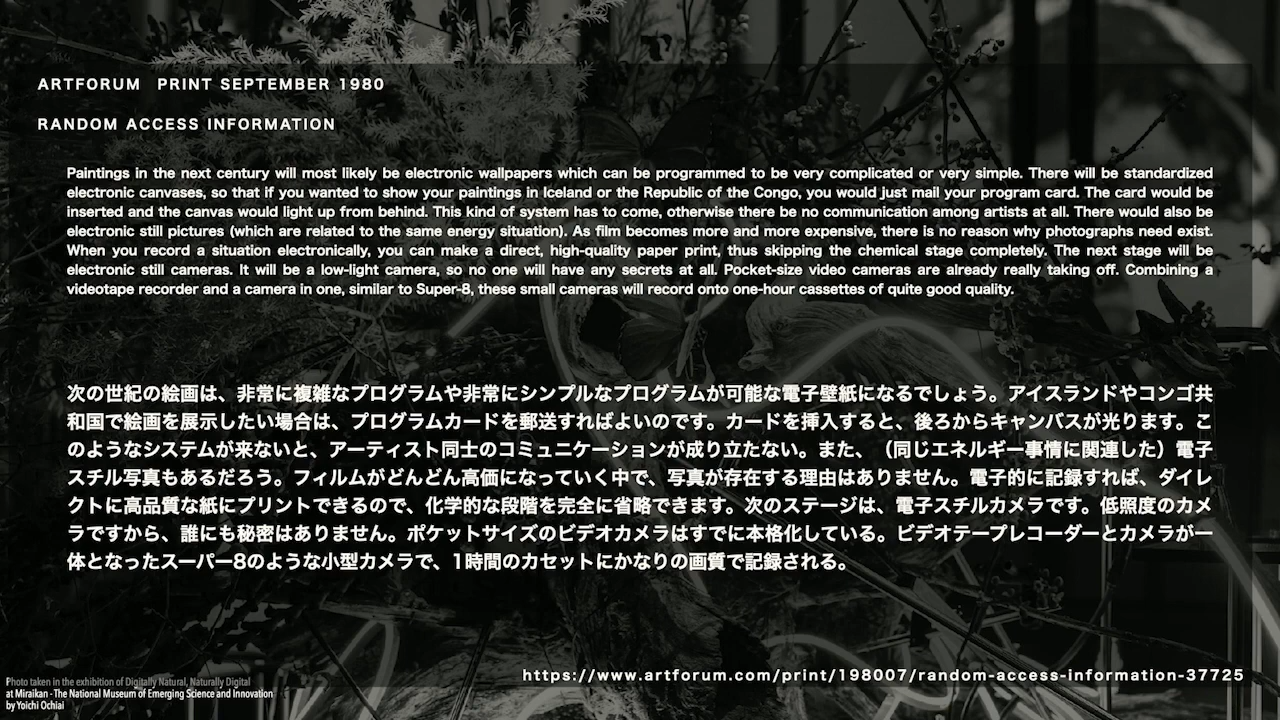 ARTFORUM PRINT SEPTEMBER 1980
RANDOM ACCESS INFORMATION
Paintings in the next century will most likely be electronic wallpapers which can be programmed to be very complicated or very simple. There will be standardized
electronic canvases, so that if you wanted to show your paintings in Iceland or the Republic of the Congo, you would just mail your program card. The card would be
inserted and the canvas would light up from behind. This kind of system has to come, otherwise there be no communication among artists at all. There would also be
electronic still pictures (which are related to the same energy situation). As film becomes more and more expensive, there is no reason why photographs need exist.
When you record a situation electronically, you can make a direct, high-quality paper print, thus skipping the chemical stage completely. The next stage will be
electronic still cameras. It will be a low-light camera, so no one will have any secrets at all. Pocket-size video cameras are already really taking off. Combining a
videotape recorder and a camera in one, similar to Super-8, these small cameras will record onto one-hour cassettes of quite good quality.
次の世紀の絵画は、非常に複雑なプログラムや非常にシンプルなプログラムが可能な電子壁紙になるでしょう。アイスランドやコンゴ共
和国で絵画を展示したい場合は、プログラムカードを郵送すればよいのです。カードを挿入すると、後ろからキャンバスが光ります。こ
のようなシステムが来ないと、アーティスト同士のコミュニケーションが成り立たない。また、（同じエネルギー事情に関連した）電子
スチル写真もあるだろう。フィルムがどんどん高価になっていく中で、写真が存在する理由はありません。電子的に記録すれば、ダイレ
クトに高品質な紙にプリントできるので、化学的な段階を完全に省略できます。次のステージは、電子スチルカメラです。低照度のカメ
ラですから、誰にも秘密はありません。ポケットサイズのビデオカメラはすでに本格化している。ビデオテープレコーダーとカメラが一
体となったスーパー8のような小型カメラで、1時間のカセットにかなりの画質で記録される。
https://www.artforum.com/print/198007/random-access-information-37725
Photo taken in the exhibition of Digitally Natural, Naturally Digital
at Miraikan - The National Museum of Emerging Science and Innovation
by Yoichi Ochiai